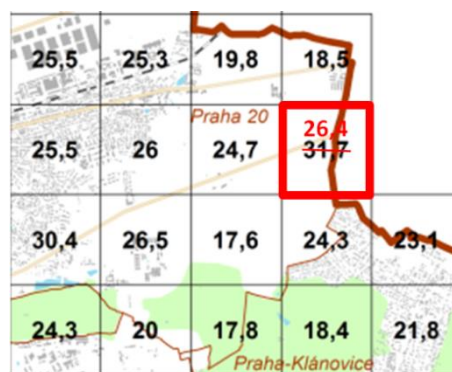 25,5 25,3 19,8 18,5
Praha 20
26,4
25,5 26 24,7 31,7
30,4 26,5 17,6 24,3 23,1
24,3 20 17,8 18,4 21,8
Praha-Klánovice